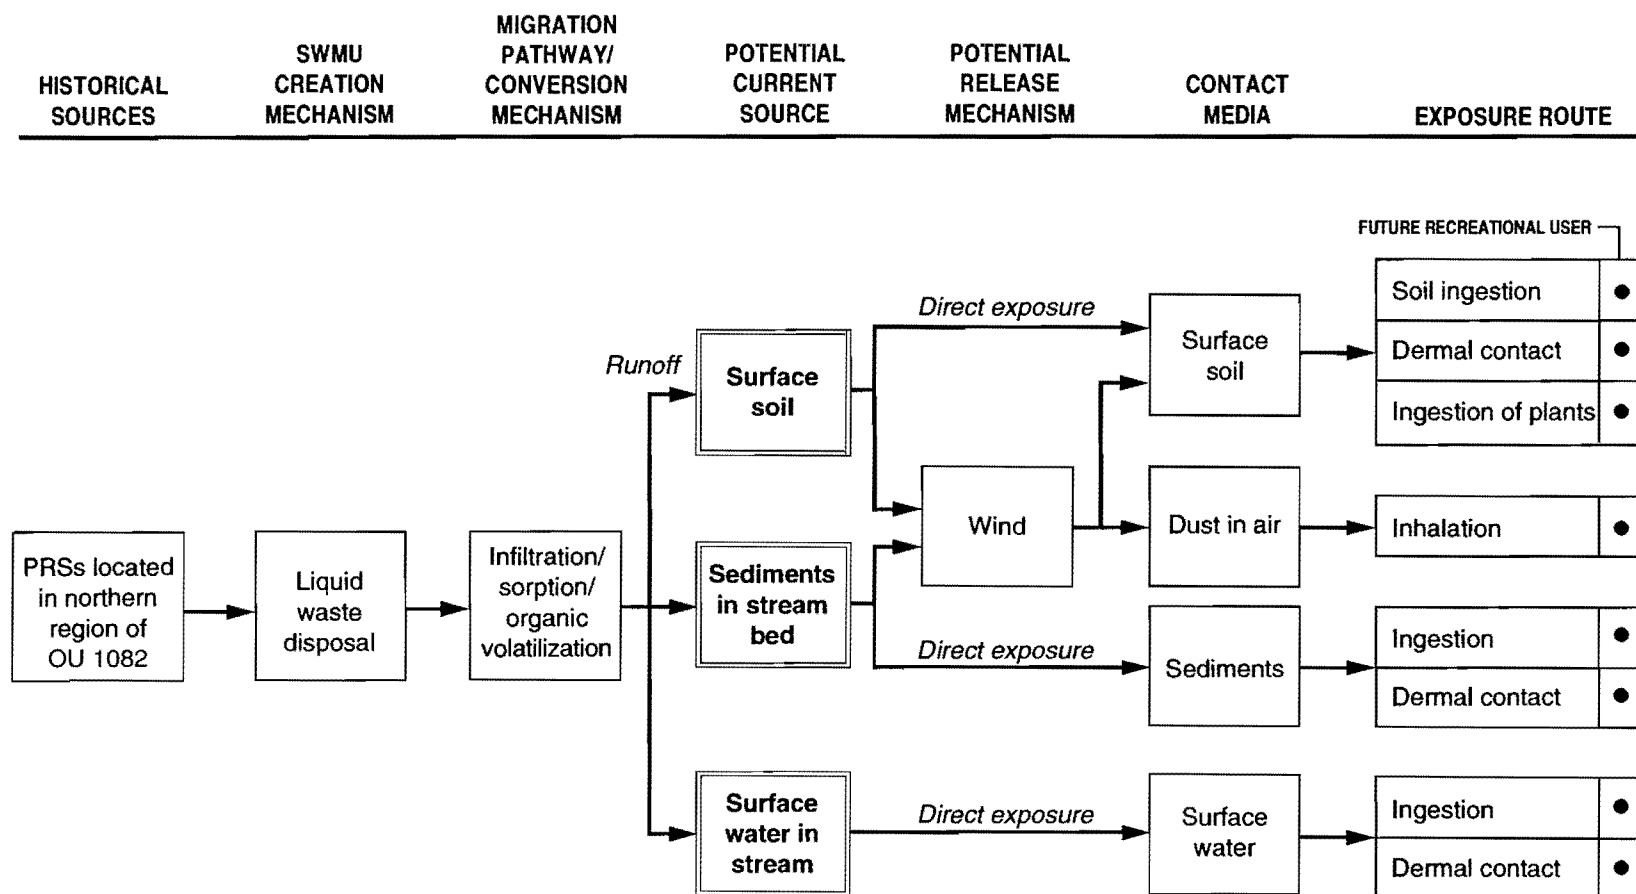 HISTORICAL
SOURCES
SWMU
CREATION
MECHANISM
MIGRATION
PATHWAY/
CONVERSION
MECHANISM
POTENTIAL
CURRENT
SOURCE
POTENTIAL
RELEASE
MECHANISM
CONTACT
MEDIA
EXPOSURE ROUTE
FUTURE RECREATIONAL USER
PRSs located
in northern
region of
OU 1082
Liquid
waste
disposal
Infiltration/
sorption/
organic
volatilization
Runoff
Surface
soil
Sediments
in stream
bed
Surface
water in
stream
Direct exposure
Wind
Direct exposure
Direct exposure
Surface
soil
Dust in air
Sediments
Surface
water
Soil ingestion
Dermal contact
Ingestion of plants
Inhalation
Ingestion
Dermal contact
Ingestion
Dermal contact